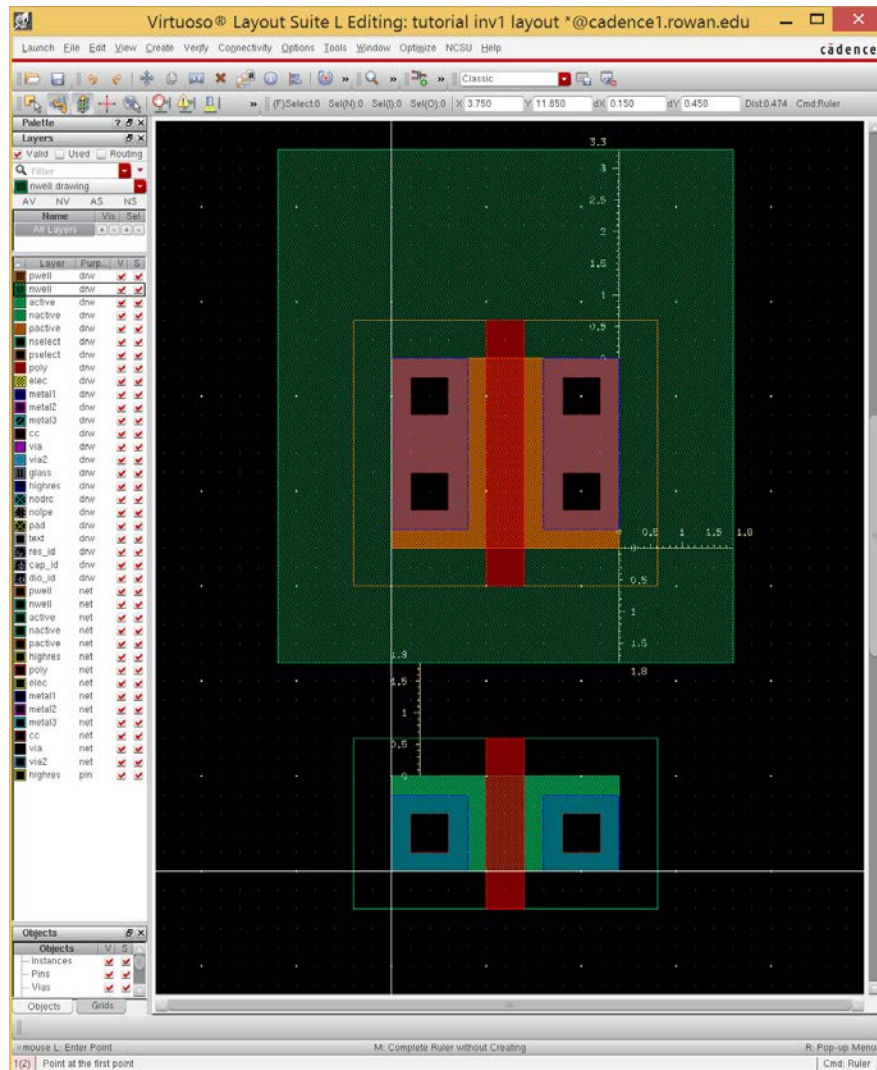 Virtuoso® Layout Suite L Editing: tutorial inv1 layout *@cadence1.rowan.edu
Launch File Edit View Create Verify Connectivity Options Tools Window Optimize NCSU Help
cādence
» » » Classic
» (F)Select:0 Sel(N):0 Sel(I):0 Sel(O):0 X 3.750 Y 11.850 dX 0.150 dY 0.450 Dist:0.474 Cmd:Ruler
Palette
Layers
Valid Used Routing
Filter
nwell drawing
AV NV AS NS
Name Vis Sel
All Layers
Layer Purp... V S
pwell drw
nwell drw
active drw
nactive drw
pactive drw
nselect drw
pselect drw
poly drw
elec drw
metal1 drw
metal2 drw
metal3 drw
cc drw
via drw
via2 drw
glass drw
highres drw
nodrc drw
nolpe drw
pad drw
text drw
res_id drw
cap_id drw
dio_id drw
pwell net
nwell net
active net
nactive net
pactive net
highres net
poly net
elec net
metal1 net
metal2 net
metal3 net
cc net
via net
via2 net
highres pin
3.3
3
2.5
2
1.5
1
0.5
0
0 0.5 1 1.5 1.8
0
0.5
1
1.5
1.8
1.8
1.5
1
0.5
0
Objects
Objects V S
Instances
Pins
Vias
Objects Grids
mouse L: Enter Point M: Complete Ruler without Creating R: Pop-up Menu
1(2) Point at the first point Cmd: Ruler